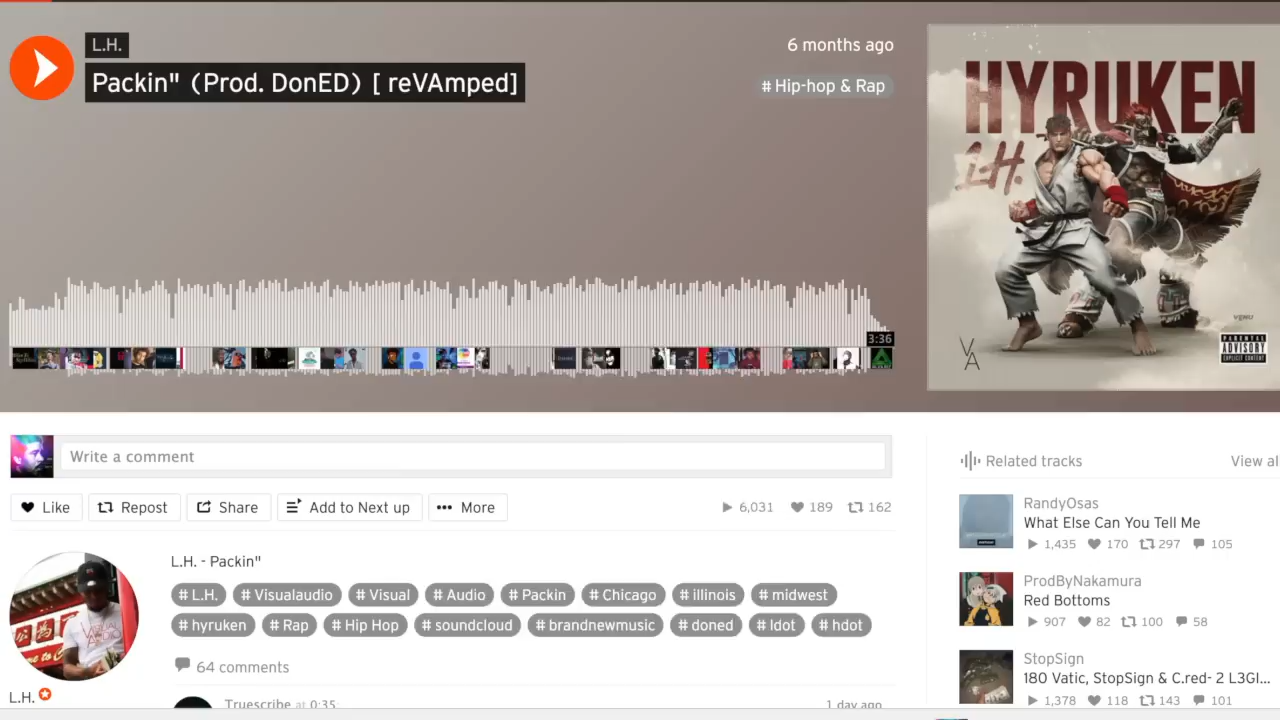 L.H.
Packin" (Prod. DonED) [ reVAmped]
6 months ago
# Hip-hop & Rap
HYRUKEN
L.H.
VENU
VA
PARENTAL
ADVISORY
EXPLICIT CONTENT
3:36
Write a comment
Like
Repost
Share
Add to Next up
More
6,031
189
162
L.H. - Packin"
# L.H. # Visualaudio # Visual # Audio # Packin # Chicago # illinois # midwest
# hyruken # Rap # Hip Hop # soundcloud # brandnewmusic # doned # ldot # hdot
64 comments
L.H.
Truescribe at 0:35:
1 day ago
Related tracks
View al
RandyOsas
What Else Can You Tell Me
1,435 170 297 105
ProdByNakamura
Red Bottoms
907 82 100 58
StopSign
180 Vatic, StopSign & C.red- 2 L3GI...
1,378 118 143 101